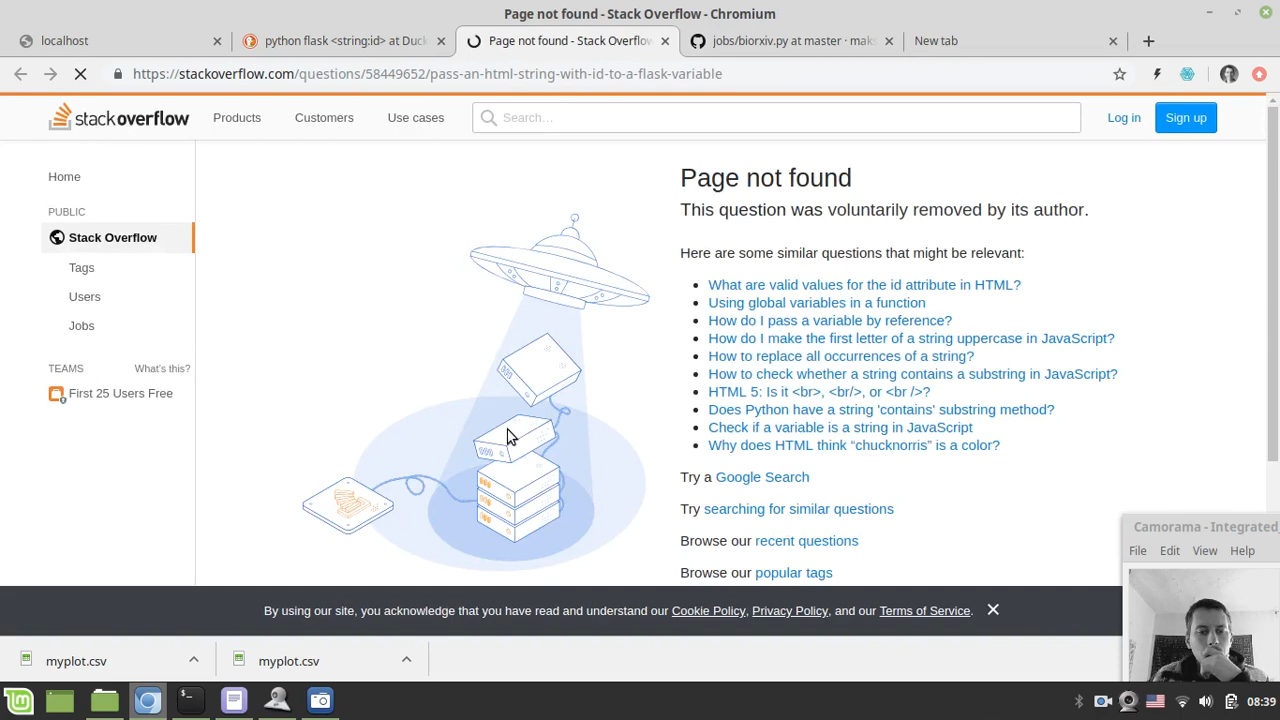 Page not found - Stack Overflow - Chromium
localhost
python flask <string:id> at Duck
Page not found - Stack Overflow
jobs/biorxiv.py at master · mak
New tab
https://stackoverflow.com/questions/58449652/pass-an-html-string-with-id-to-a-flask-variable
stackoverflow
Products
Customers
Use cases
Search…
Log in
Sign up
Home
PUBLIC
Stack Overflow
Tags
Users
Jobs
TEAMS
What's this?
First 25 Users Free
Page not found
This question was voluntarily removed by its author.
Here are some similar questions that might be relevant:
What are valid values for the id attribute in HTML?
Using global variables in a function
How do I pass a variable by reference?
How do I make the first letter of a string uppercase in JavaScript?
How to replace all occurrences of a string?
How to check whether a string contains a substring in JavaScript?
HTML 5: Is it <br>, <br/>, or <br />?
Does Python have a string 'contains' substring method?
Check if a variable is a string in JavaScript
Why does HTML think “chucknorris” is a color?
Try a Google Search
Try searching for similar questions
Browse our recent questions
Browse our popular tags
Camorama - Integrated
File Edit View Help
By using our site, you acknowledge that you have read and understand our Cookie Policy, Privacy Policy, and our Terms of Service.
myplot.csv
myplot.csv
08:39